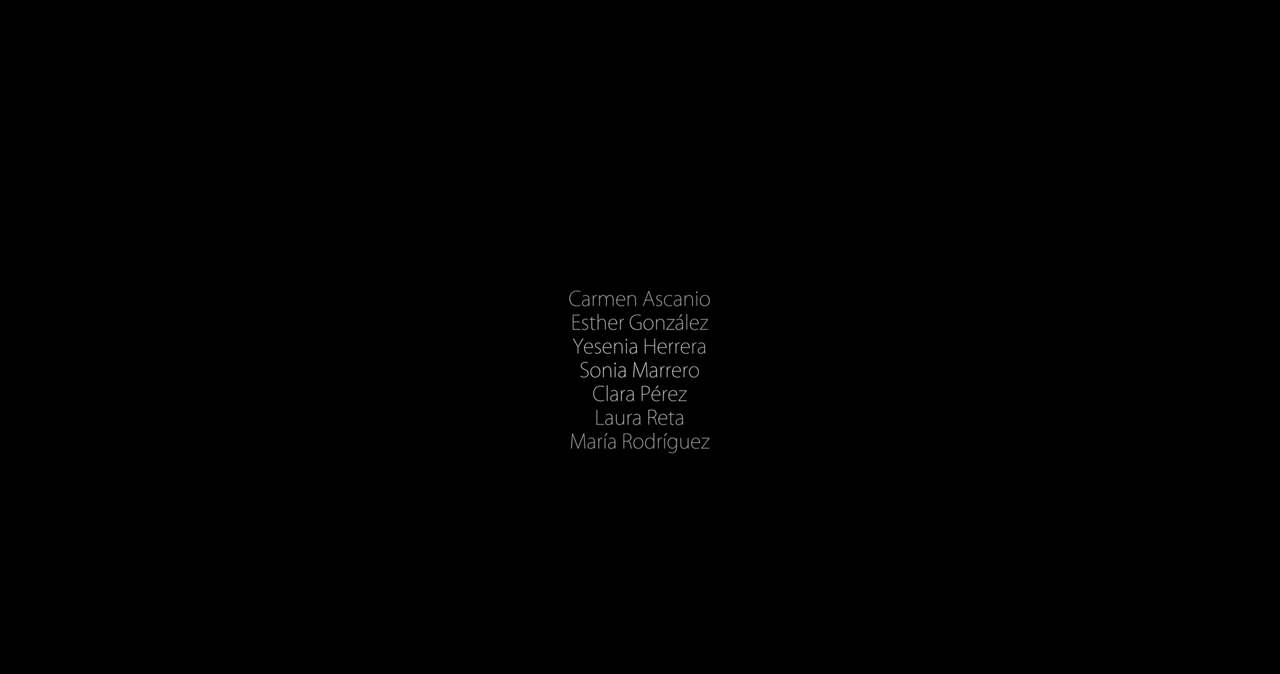 Carmen Ascanio
Esther González
Yesenia Herrera
Sonia Marrero
Clara Pérez
Laura Reta
María Rodríguez